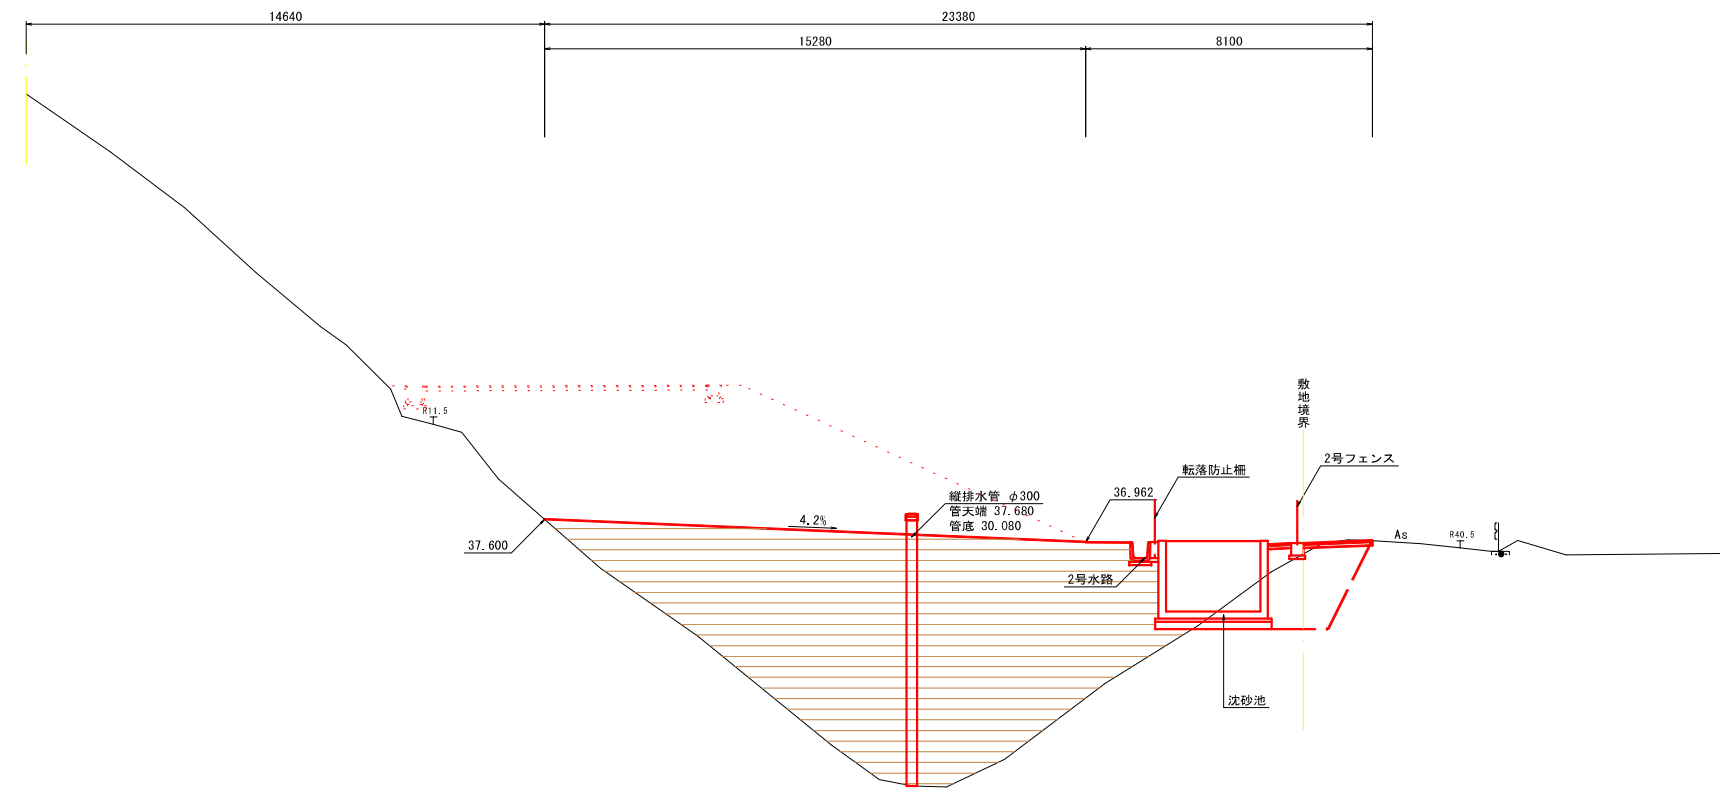 14640
23380
15280
8100
R11.5
敷地境界
2号フェンス
転落防止柵
36.962
縦排水管 φ300
管天端 37.680
管底 30.080
4.2%
37.600
As
R40.5
2号水路
沈砂池